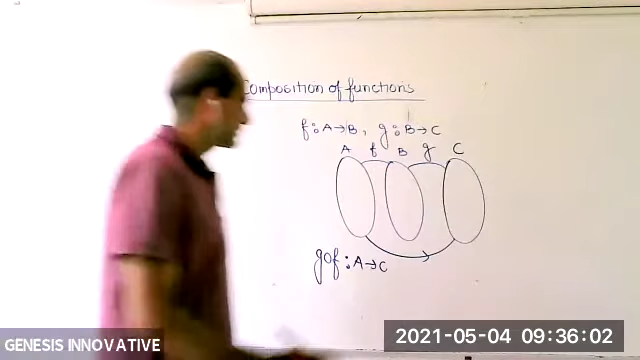 Composition of functions
f: A→B, g: B→C
A f B g C
gof: A→C
GENESIS INNOVATIVE
2021-05-04 09:36:02